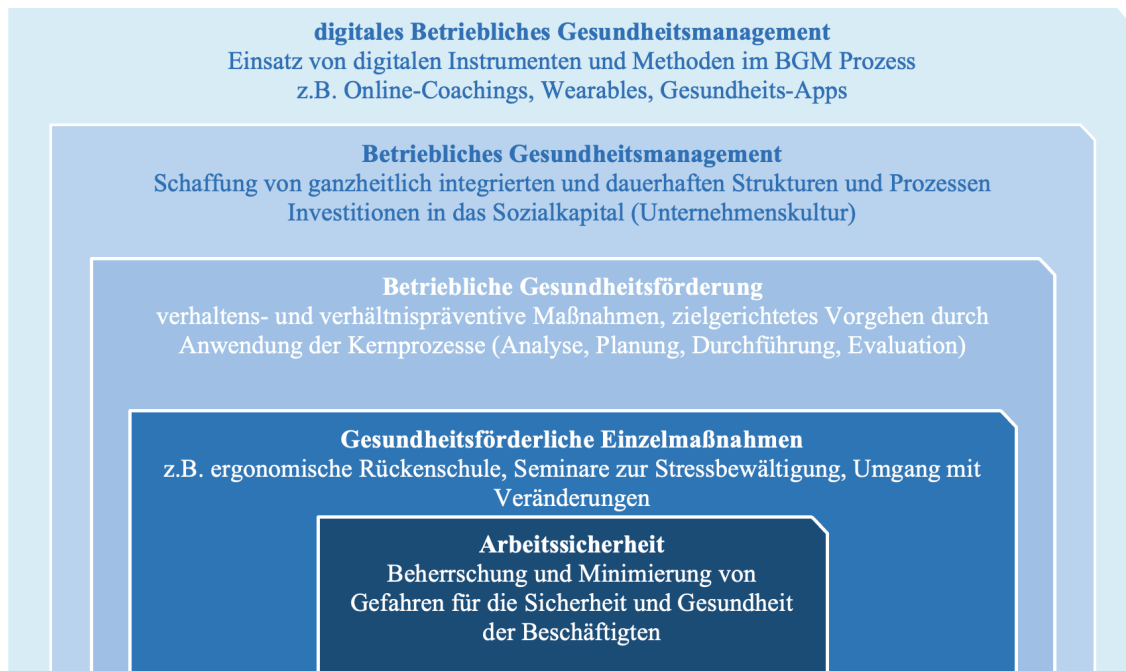 digitales Betriebliches Gesundheitsmanagement
Einsatz von digitalen Instrumenten und Methoden im BGM Prozess
z.B. Online-Coachings, Wearables, Gesundheits-Apps
Betriebliches Gesundheitsmanagement
Schaffung von ganzheitlich integrierten und dauerhaften Strukturen und Prozessen
Investitionen in das Sozialkapital (Unternehmenskultur)
Betriebliche Gesundheitsförderung
verhaltens- und verhältnispräventive Maßnahmen, zielgerichtetes Vorgehen durch
Anwendung der Kernprozesse (Analyse, Planung, Durchführung, Evaluation)
Gesundheitsförderliche Einzelmaßnahmen
z.B. ergonomische Rückenschule, Seminare zur Stressbewältigung, Umgang mit
Veränderungen
Arbeitssicherheit
Beherrschung und Minimierung von
Gefahren für die Sicherheit und Gesundheit
der Beschäftigten